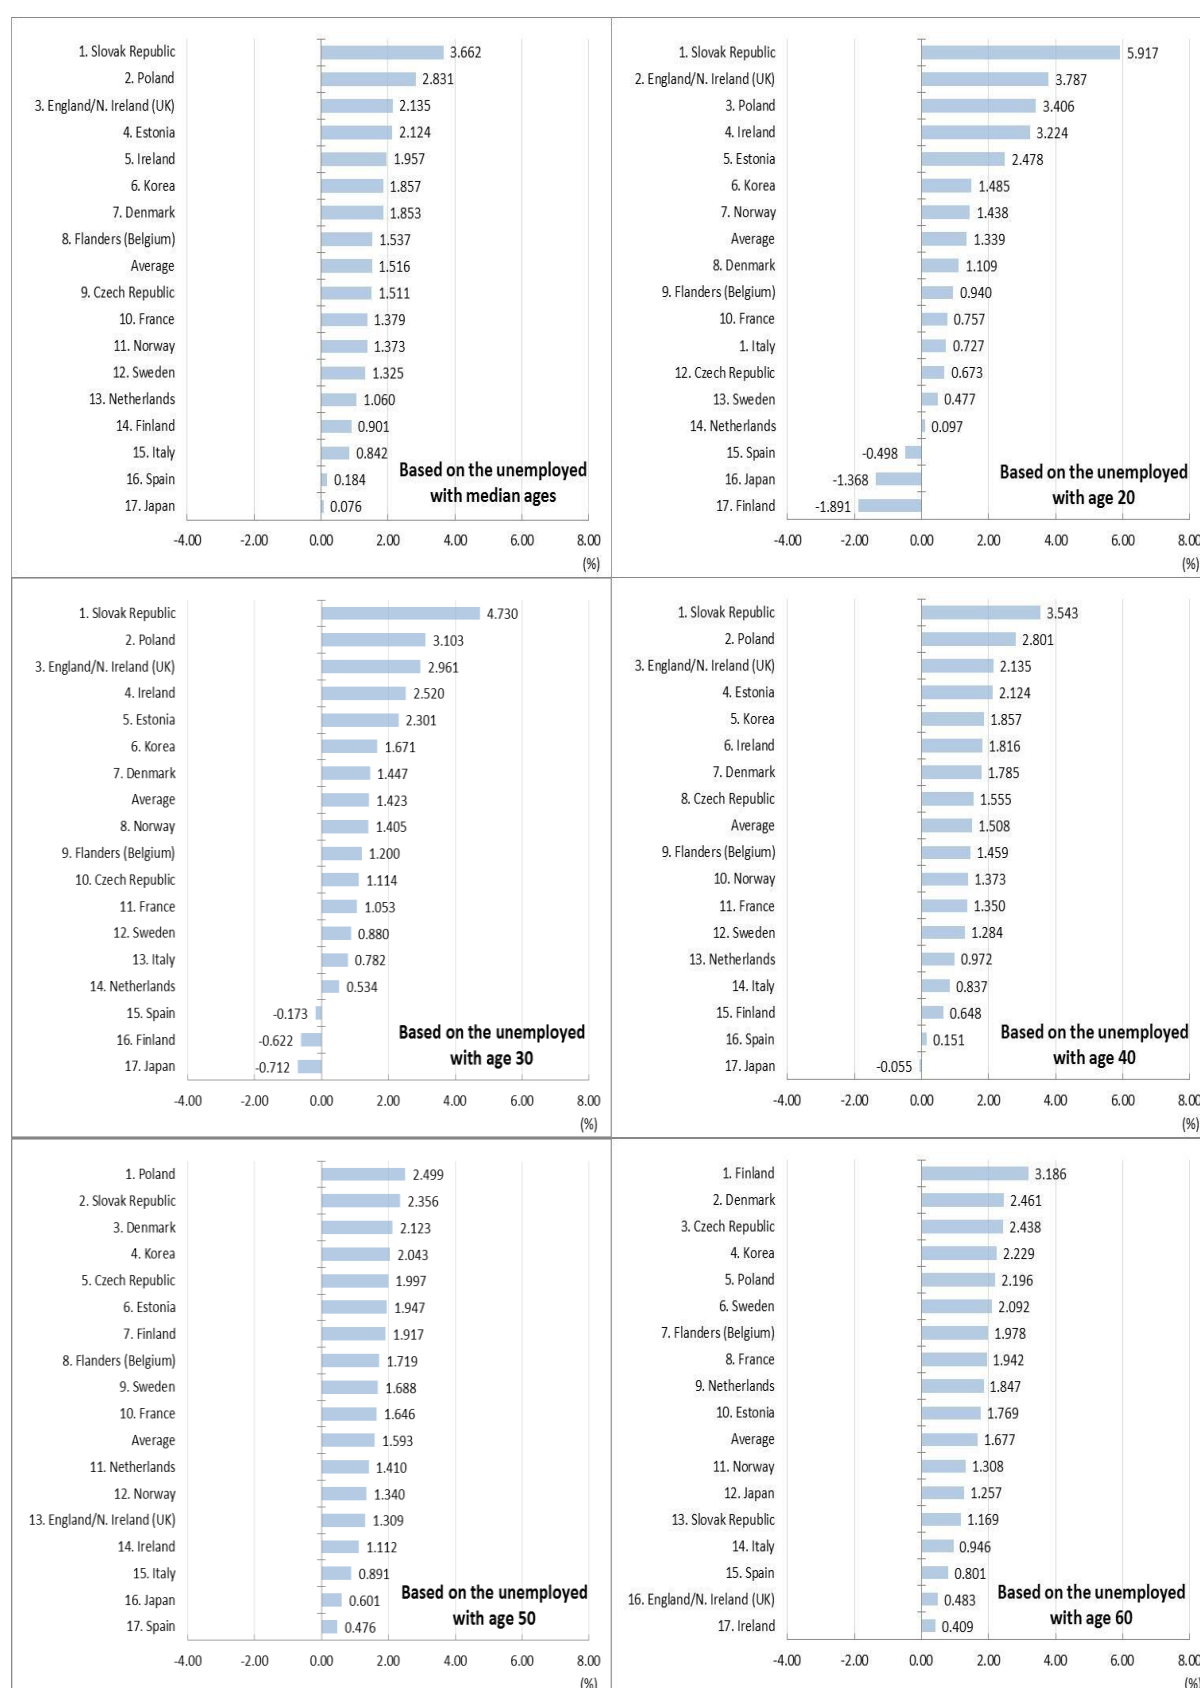 1. Slovak Republic 3.662
2. Poland 2.831
3. England/N. Ireland (UK) 2.135
4. Estonia 2.124
5. Ireland 1.957
6. Korea 1.857
7. Denmark 1.853
8. Flanders (Belgium) 1.537
Average 1.516
9. Czech Republic 1.511
10. France 1.379
11. Norway 1.373
12. Sweden 1.325
13. Netherlands 1.060
14. Finland 0.901
15. Italy 0.842
16. Spain 0.184
17. Japan 0.076
Based on the unemployed
with median ages
-4.00 -2.00 0.00 2.00 4.00 6.00 8.00
(%)
1. Slovak Republic 5.917
2. England/N. Ireland (UK) 3.787
3. Poland 3.406
4. Ireland 3.224
5. Estonia 2.478
6. Korea 1.485
7. Norway 1.438
Average 1.339
8. Denmark 1.109
9. Flanders (Belgium) 0.940
10. France 0.757
1. Italy 0.727
12. Czech Republic 0.673
13. Sweden 0.477
14. Netherlands 0.097
15. Spain -0.498
16. Japan -1.368
17. Finland -1.891
Based on the unemployed
with age 20
-4.00 -2.00 0.00 2.00 4.00 6.00 8.00
(%)
1. Slovak Republic 4.730
2. Poland 3.103
3. England/N. Ireland (UK) 2.961
4. Ireland 2.520
5. Estonia 2.301
6. Korea 1.671
7. Denmark 1.447
Average 1.423
8. Norway 1.405
9. Flanders (Belgium) 1.200
10. Czech Republic 1.114
11. France 1.053
12. Sweden 0.880
13. Italy 0.782
14. Netherlands 0.534
15. Spain -0.173
16. Finland -0.622
17. Japan -0.712
Based on the unemployed
with age 30
-4.00 -2.00 0.00 2.00 4.00 6.00 8.00
(%)
1. Slovak Republic 3.543
2. Poland 2.801
3. England/N. Ireland (UK) 2.135
4. Estonia 2.124
5. Korea 1.857
6. Ireland 1.816
7. Denmark 1.785
8. Czech Republic 1.555
Average 1.508
9. Flanders (Belgium) 1.459
10. Norway 1.373
11. France 1.350
12. Sweden 1.284
13. Netherlands 0.972
14. Italy 0.837
15. Finland 0.648
16. Spain 0.151
17. Japan -0.055
Based on the unemployed
with age 40
-4.00 -2.00 0.00 2.00 4.00 6.00 8.00
(%)
1. Poland 2.499
2. Slovak Republic 2.356
3. Denmark 2.123
4. Korea 2.043
5. Czech Republic 1.997
6. Estonia 1.947
7. Finland 1.917
8. Flanders (Belgium) 1.719
9. Sweden 1.688
10. France 1.646
Average 1.593
11. Netherlands 1.410
12. Norway 1.340
13. England/N. Ireland (UK) 1.309
14. Ireland 1.112
15. Italy 0.891
16. Japan 0.601
17. Spain 0.476
Based on the unemployed
with age 50
-4.00 -2.00 0.00 2.00 4.00 6.00 8.00
(%)
1. Finland 3.186
2. Denmark 2.461
3. Czech Republic 2.438
4. Korea 2.229
5. Poland 2.196
6. Sweden 2.092
7. Flanders (Belgium) 1.978
8. France 1.942
9. Netherlands 1.847
10. Estonia 1.769
Average 1.677
11. Norway 1.308
12. Japan 1.257
13. Slovak Republic 1.169
14. Italy 0.946
15. Spain 0.801
16. England/N. Ireland (UK) 0.483
17. Ireland 0.409
Based on the unemployed
with age 60
-4.00 -2.00 0.00 2.00 4.00 6.00 8.00
(%)